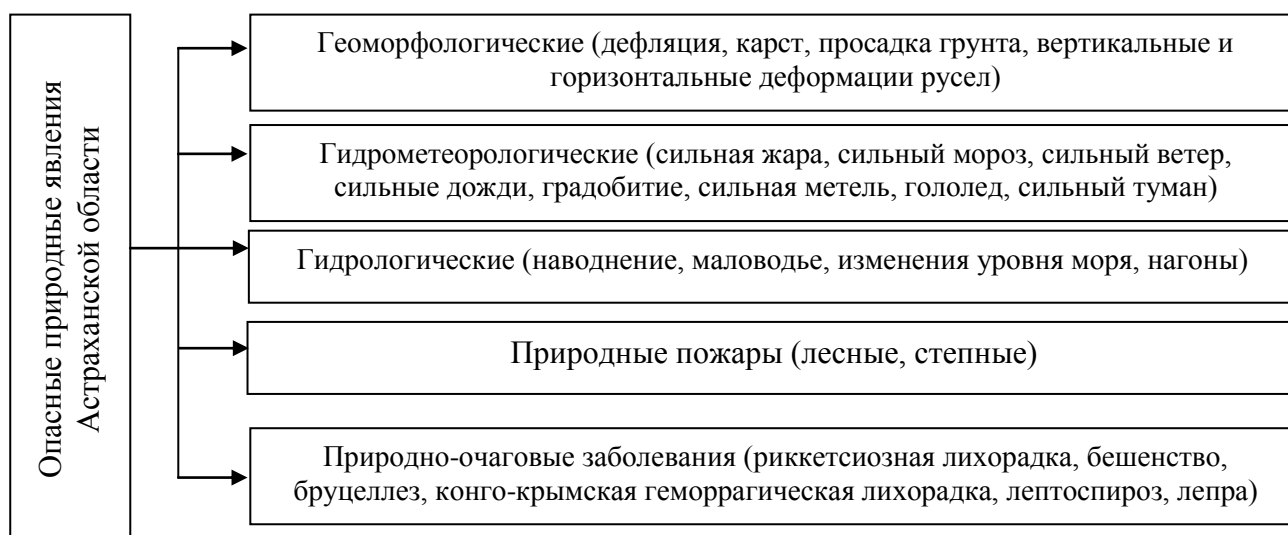 Опасные природные явления
Астраханской области
Геоморфологические (дефляция, карст, просадка грунта, вертикальные и
горизонтальные деформации русел)
Гидрометеорологические (сильная жара, сильный мороз, сильный ветер,
сильные дожди, градобитие, сильная метель, гололед, сильный туман)
Гидрологические (наводнение, маловодье, изменения уровня моря, нагоны)
Природные пожары (лесные, степные)
Природно-очаговые заболевания (риккетсиозная лихорадка, бешенство,
бруцеллез, конго-крымская геморрагическая лихорадка, лептоспироз, лепра)